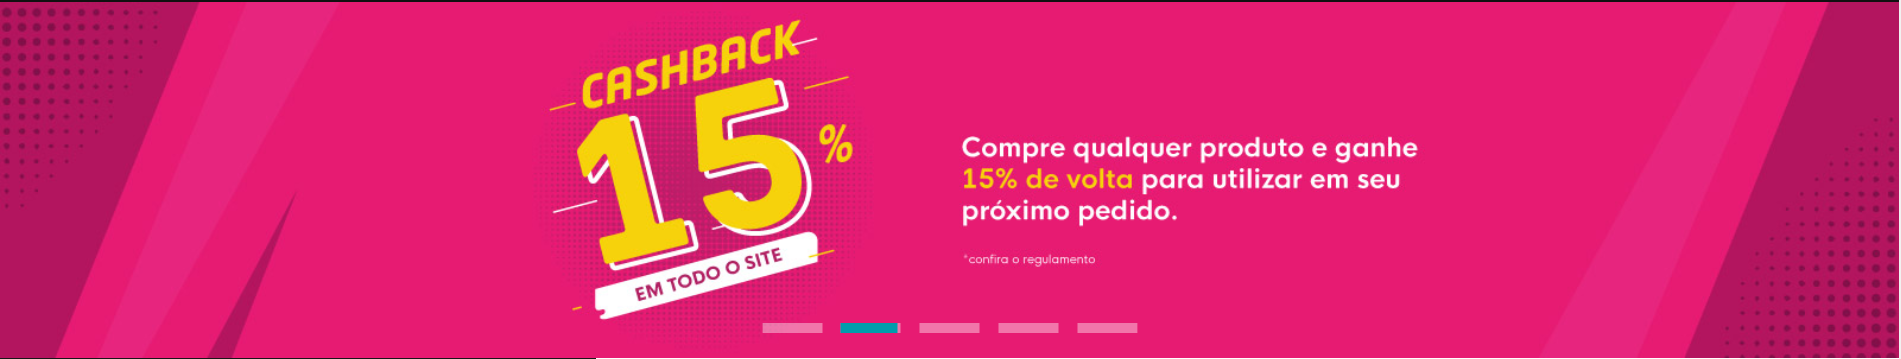 CASHBACK
15%
EM TODO O SITE
Compre qualquer produto e ganhe
15% de volta para utilizar em seu
próximo pedido.
*confira o regulamento